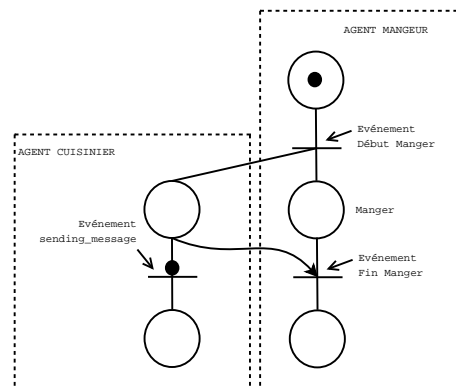 AGENT MANGEUR
Evénement
Début Manger
AGENT CUISINIER
Manger
Evénement
sending_message
Evénement
Fin Manger